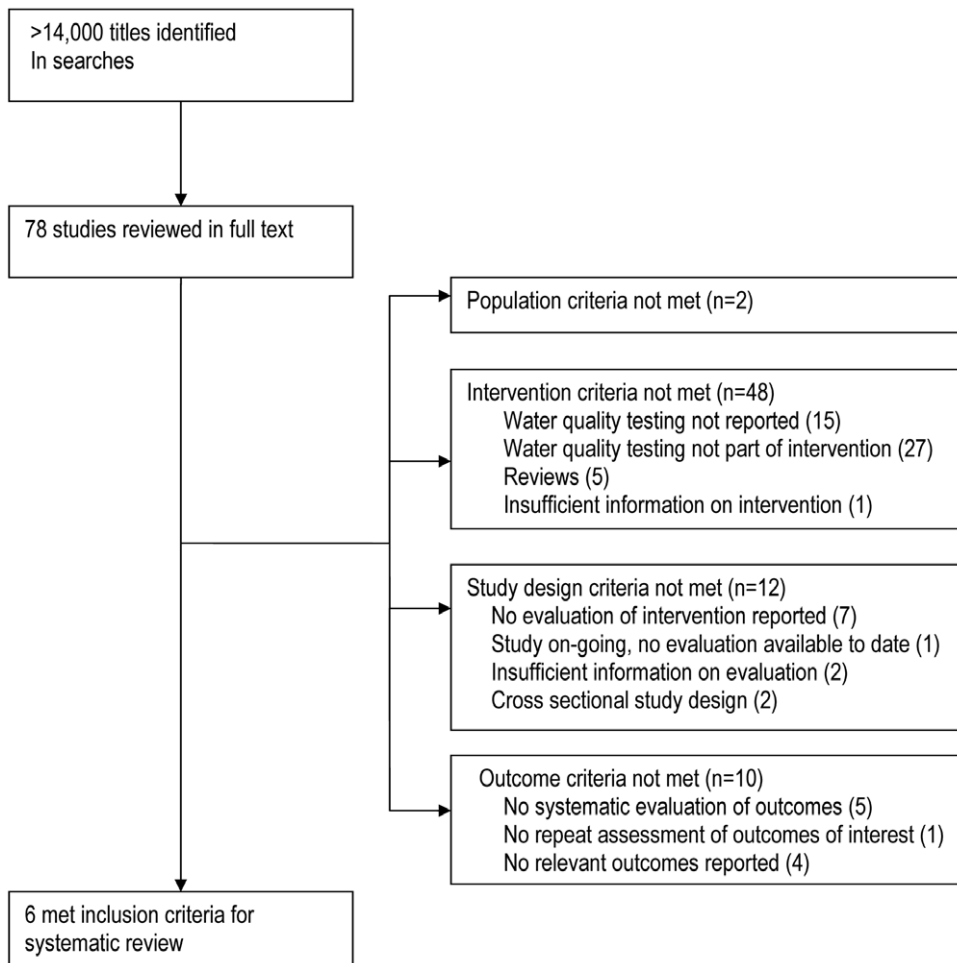 >14,000 titles identified
In searches
78 studies reviewed in full text
Population criteria not met (n=2)
Intervention criteria not met (n=48)
Water quality testing not reported (15)
Water quality testing not part of intervention (27)
Reviews (5)
Insufficient information on intervention (1)
Study design criteria not met (n=12)
No evaluation of intervention reported (7)
Study on-going, no evaluation available to date (1)
Insufficient information on evaluation (2)
Cross sectional study design (2)
Outcome criteria not met (n=10)
No systematic evaluation of outcomes (5)
No repeat assessment of outcomes of interest (1)
No relevant outcomes reported (4)
6 met inclusion criteria for
systematic review